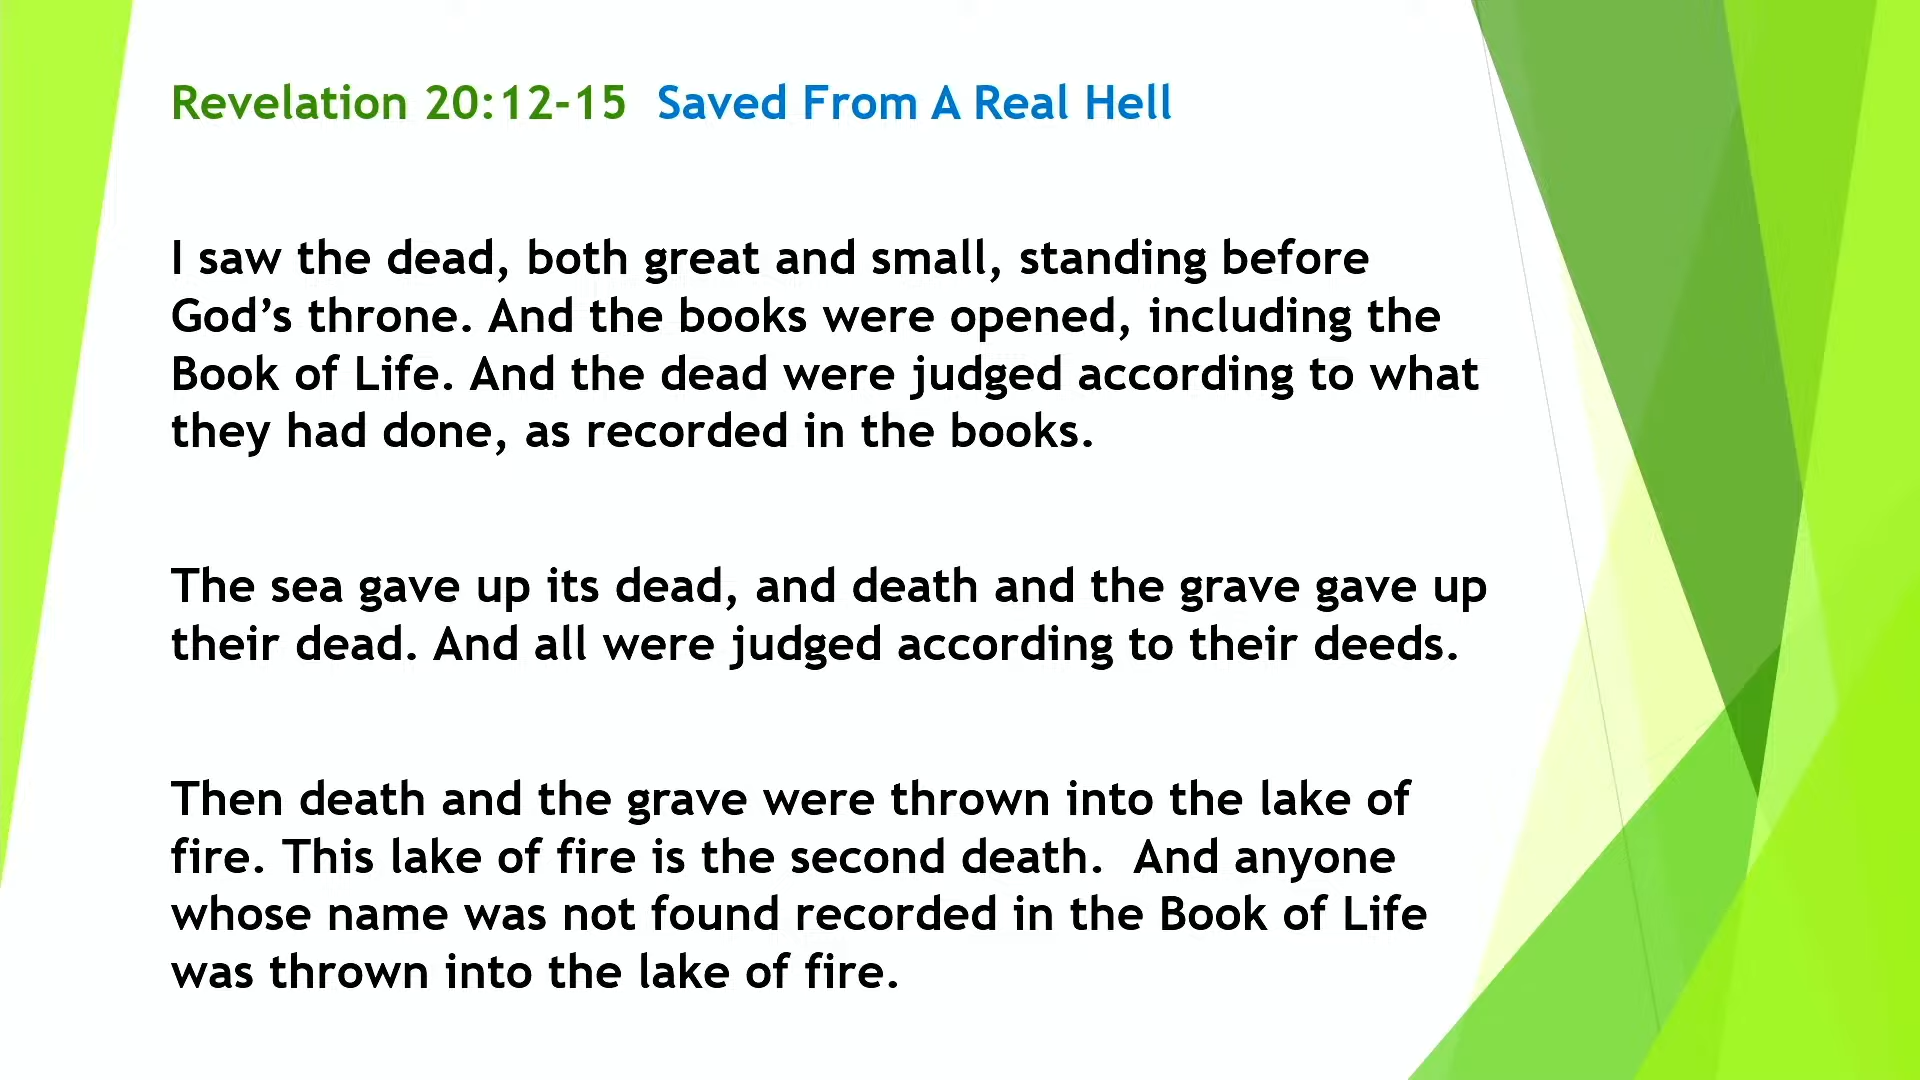 Revelation 20:12-15  Saved From A Real Hell
I saw the dead, both great and small, standing before
God’s throne. And the books were opened, including the
Book of Life. And the dead were judged according to what
they had done, as recorded in the books.
The sea gave up its dead, and death and the grave gave up
their dead. And all were judged according to their deeds.
Then death and the grave were thrown into the lake of
fire. This lake of fire is the second death.  And anyone
whose name was not found recorded in the Book of Life
was thrown into the lake of fire.